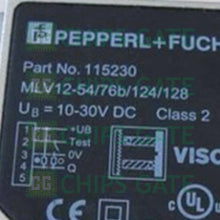 PEPPERL+FUCH
Part No. 115230
MLV12-54/76b/124/128
UB = 10-30V DC Class 2
1 +UB
2 Test
3 0V
4 Q
5
VISO
CHIPS GATE